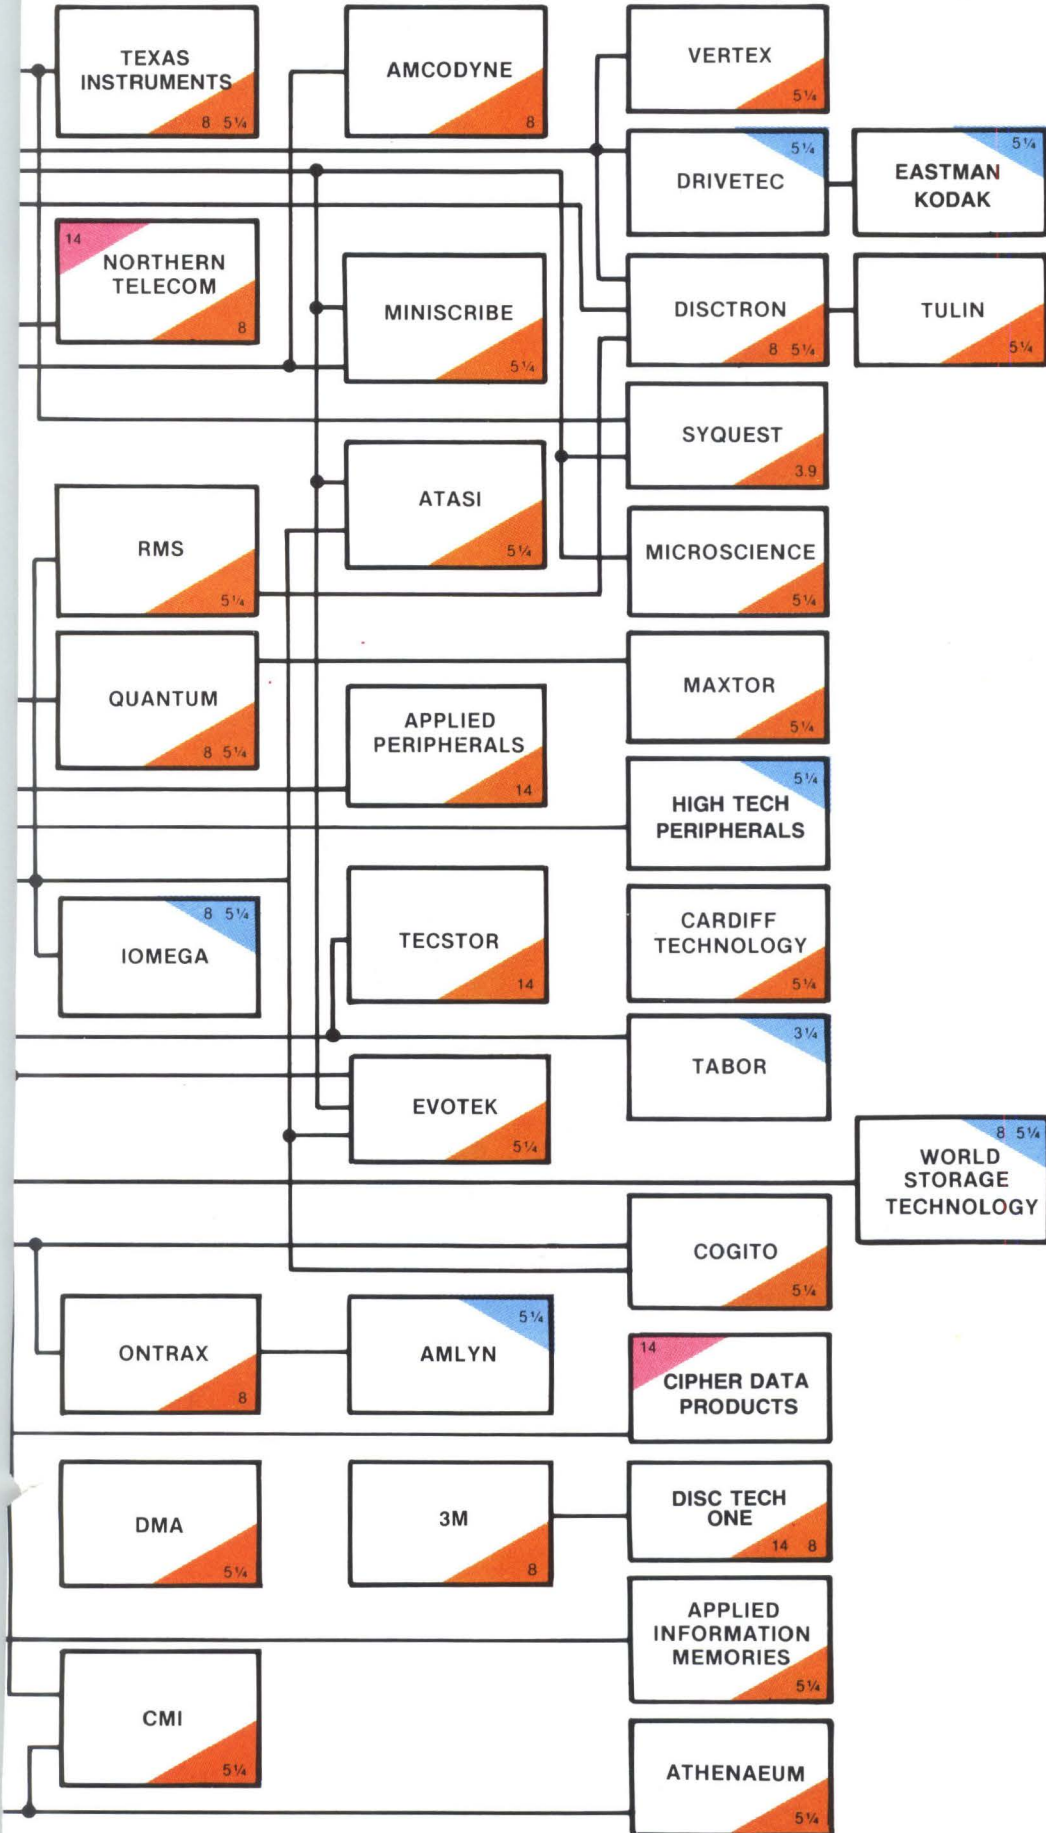 TEXAS
INSTRUMENTS
8 5¼
AMCODYNE
8
VERTEX
5¼
5¼
DRIVETEC
5¼
EASTMAN
KODAK
14
NORTHERN
TELECOM
8
MINISCRIBE
5¼
DISCTRON
8 5¼
TULIN
5¼
SYQUEST
3.9
ATASI
5¼
RMS
5¼
MICROSCIENCE
5¼
QUANTUM
8 5¼
MAXTOR
5¼
APPLIED
PERIPHERALS
14
5¼
HIGH TECH
PERIPHERALS
8 5¼
IOMEGA
TECSTOR
14
CARDIFF
TECHNOLOGY
5¼
3¼
TABOR
EVOTEK
5¼
8 5¼
WORLD
STORAGE
TECHNOLOGY
COGITO
5¼
ONTRAX
8
5¼
AMLYN
14
CIPHER DATA
PRODUCTS
DMA
5¼
3M
8
DISC TECH
ONE
14 8
APPLIED
INFORMATION
MEMORIES
5¼
CMI
5¼
ATHENAEUM
5¼